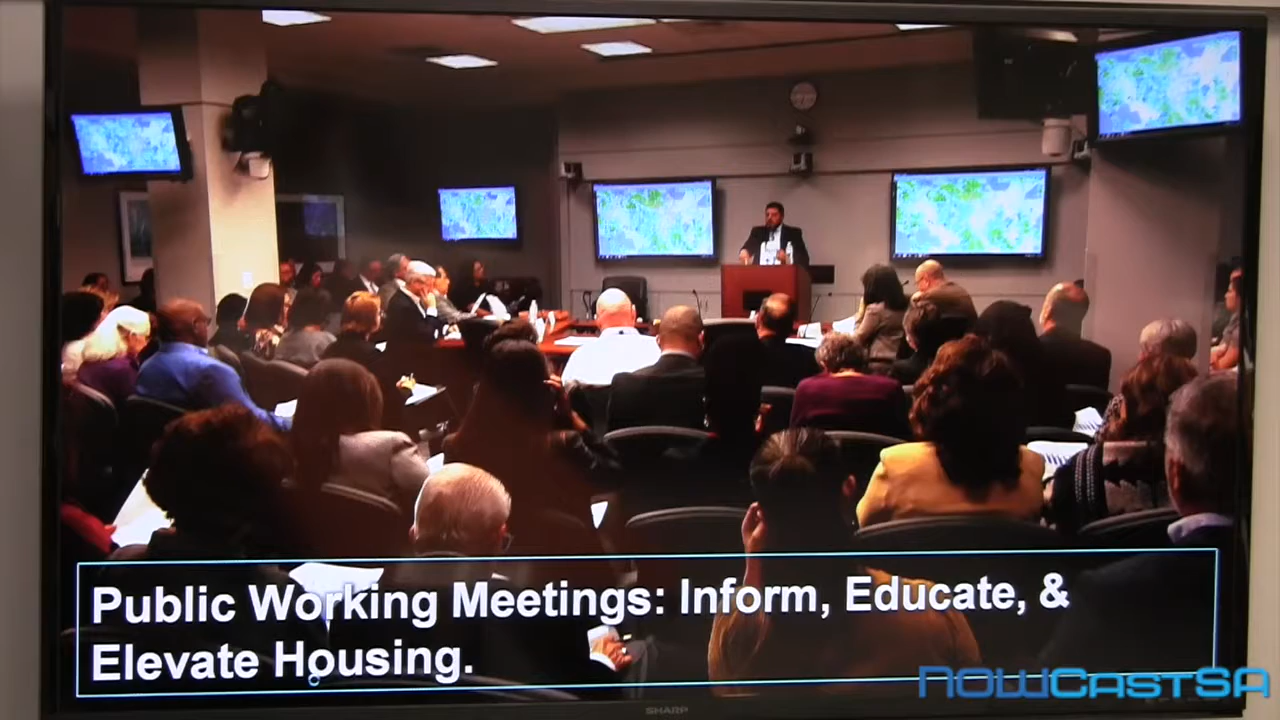 Public Working Meetings: Inform, Educate, &
Elevate Housing.
NOWCASTSA
SHARP